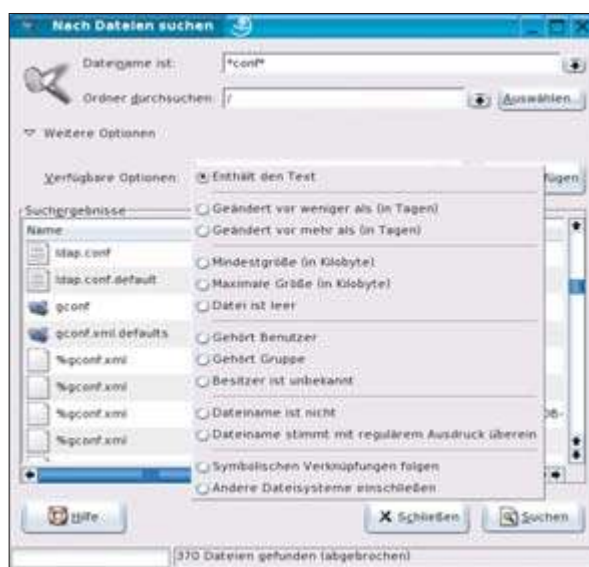 Nach Dateien suchen
Dateiname ist:
*conf*
Ordner durchsuchen:
/
Auswählen...
Weitere Optionen
Verfügbare Optionen:
Enthält den Text
Geändert vor weniger als (in Tagen)
Geändert vor mehr als (in Tagen)
Mindestgröße (in Kilobyte)
Maximale Größe (in Kilobyte)
Datei ist leer
Gehört Benutzer
Gehört Gruppe
Besitzer ist unbekannt
Dateiname ist nicht
Dateiname stimmt mit regulärem Ausdruck überein
Symbolischen Verknüpfungen folgen
Andere Dateisysteme einschließen
fügen
Suchergebnisse
Name
ldap.conf
ldap.conf.default
gconf
gconf.xml.defaults
%gconf.xml
%gconf.xml
%gconf.xml
%gconf.xml
Hilfe
Schließen
Suchen
370 Dateien gefunden (abgebrochen)